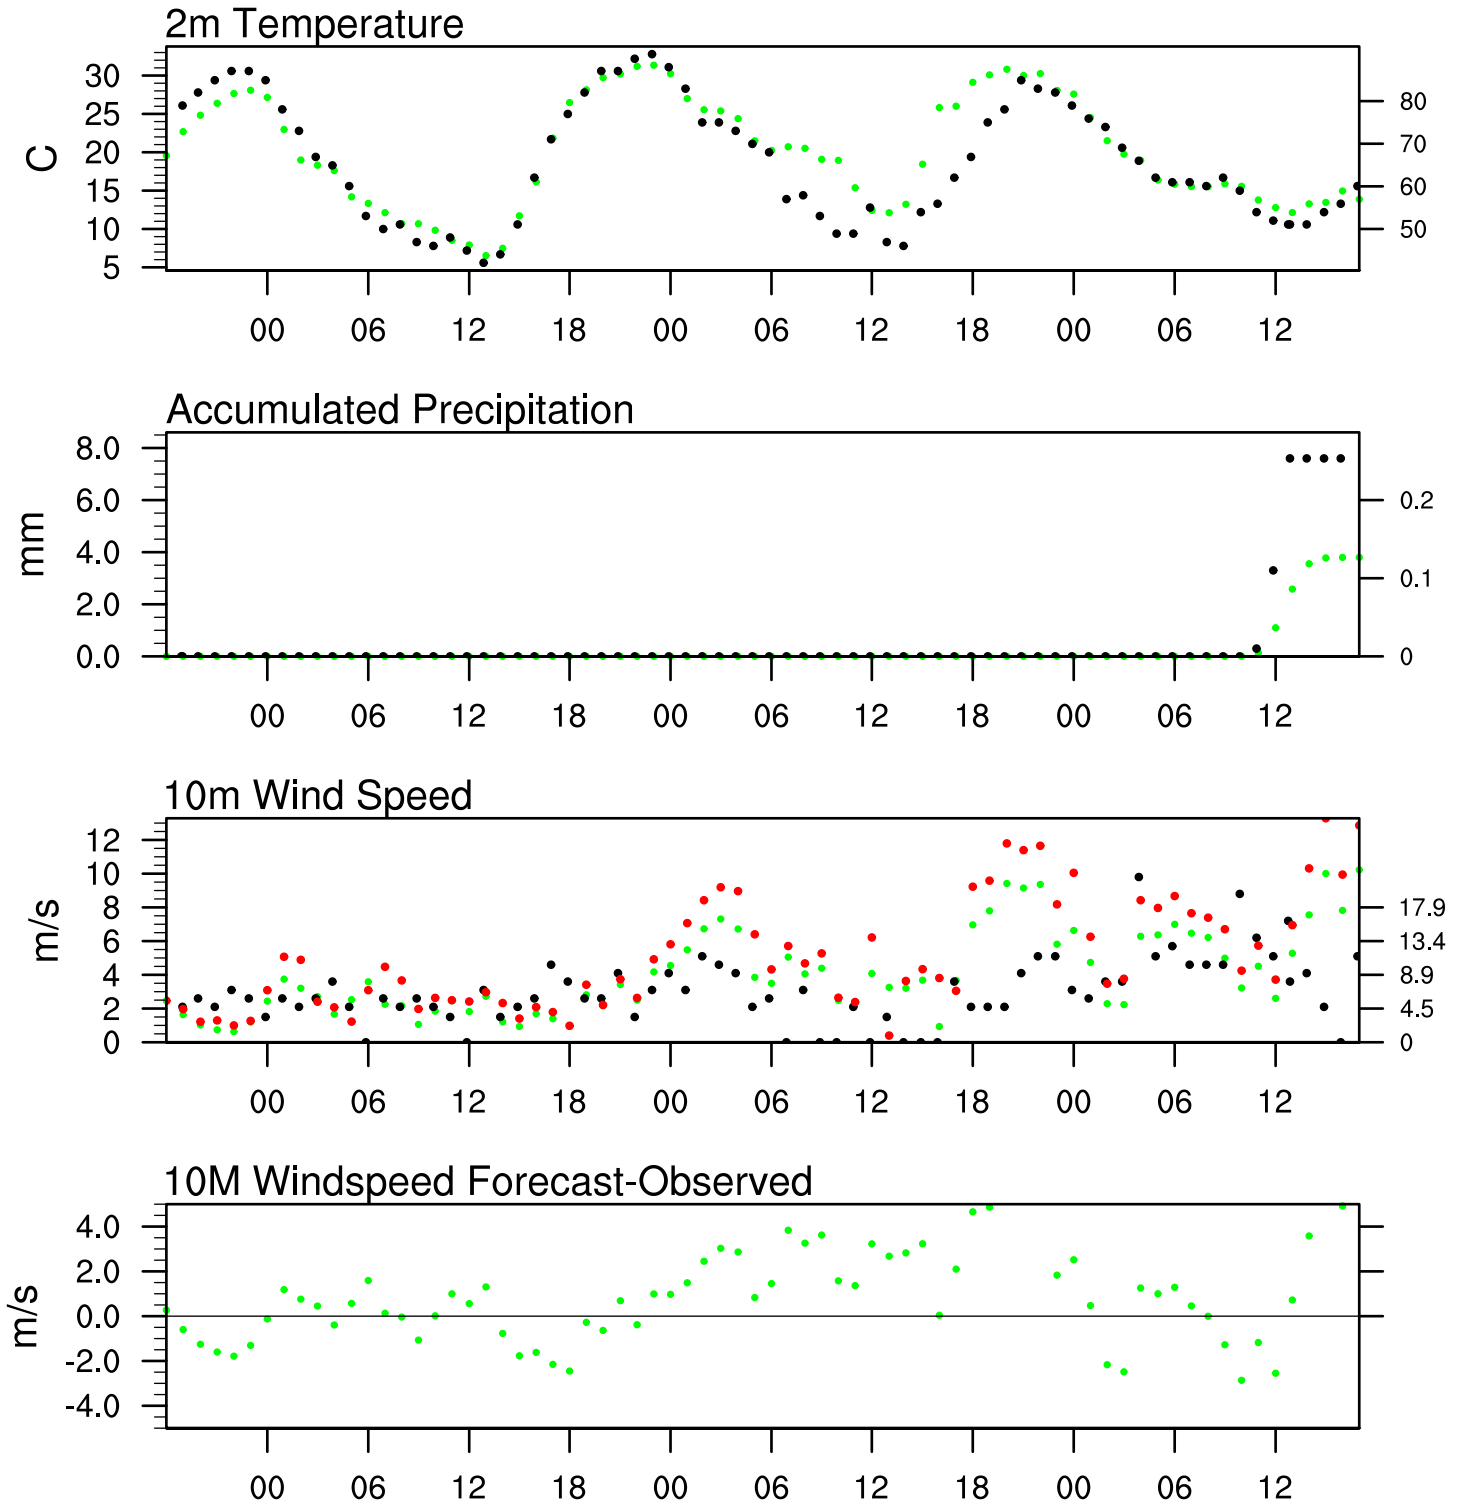 2m Temperature
C
30
25
20
15
10
5
80
70
60
50
00 06 12 18 00 06 12 18 00 06 12
Accumulated Precipitation
mm
8.0
6.0
4.0
2.0
0.0
0.2
0.1
0
00 06 12 18 00 06 12 18 00 06 12
10m Wind Speed
m/s
12
10
8
6
4
2
0
17.9
13.4
8.9
4.5
0
00 06 12 18 00 06 12 18 00 06 12
10M Windspeed Forecast-Observed
m/s
4.0
2.0
0.0
-2.0
-4.0
00 06 12 18 00 06 12 18 00 06 12